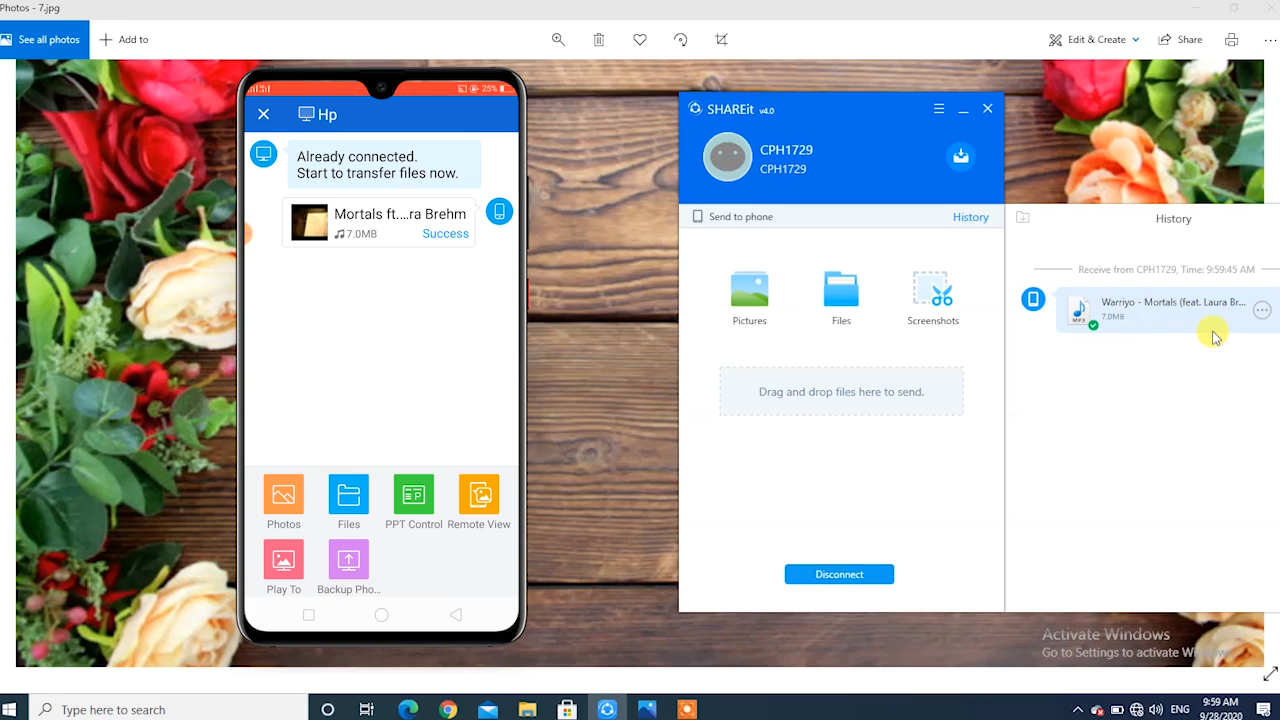 Photos - 7.jpg
See all photos
Add to
Edit & Create
Share
25%
Hp
Already connected.
Start to transfer files now.
Mortals ft....ra Brehm
7.0MB
Success
Photos
Files
PPT Control
Remote View
Play To
Backup Pho...
SHAREit v4.0
CPH1729
CPH1729
Send to phone
History
Pictures
Files
Screenshots
Drag and drop files here to send.
Disconnect
History
Receive from CPH1729, Time: 9:59:45 AM
MP3
Warriyo - Mortals (feat. Laura Br...
7.0MB
Activate Windows
Go to Settings to activate Windows.
Type here to search
ENG
9:59 AM
9/28/2020